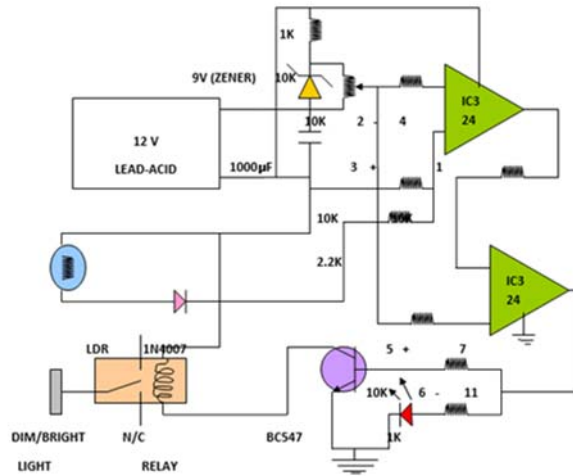 1K
9V (ZENER)
10K
IC3
24
10K
2 -
4
12 V
LEAD-ACID
1000µF
3 +
1
10K
2.2K
IC3
24
LDR
1N4007
5 +
7
10K
6 -
11
DIM/BRIGHT
LIGHT
N/C
RELAY
BC547
1K